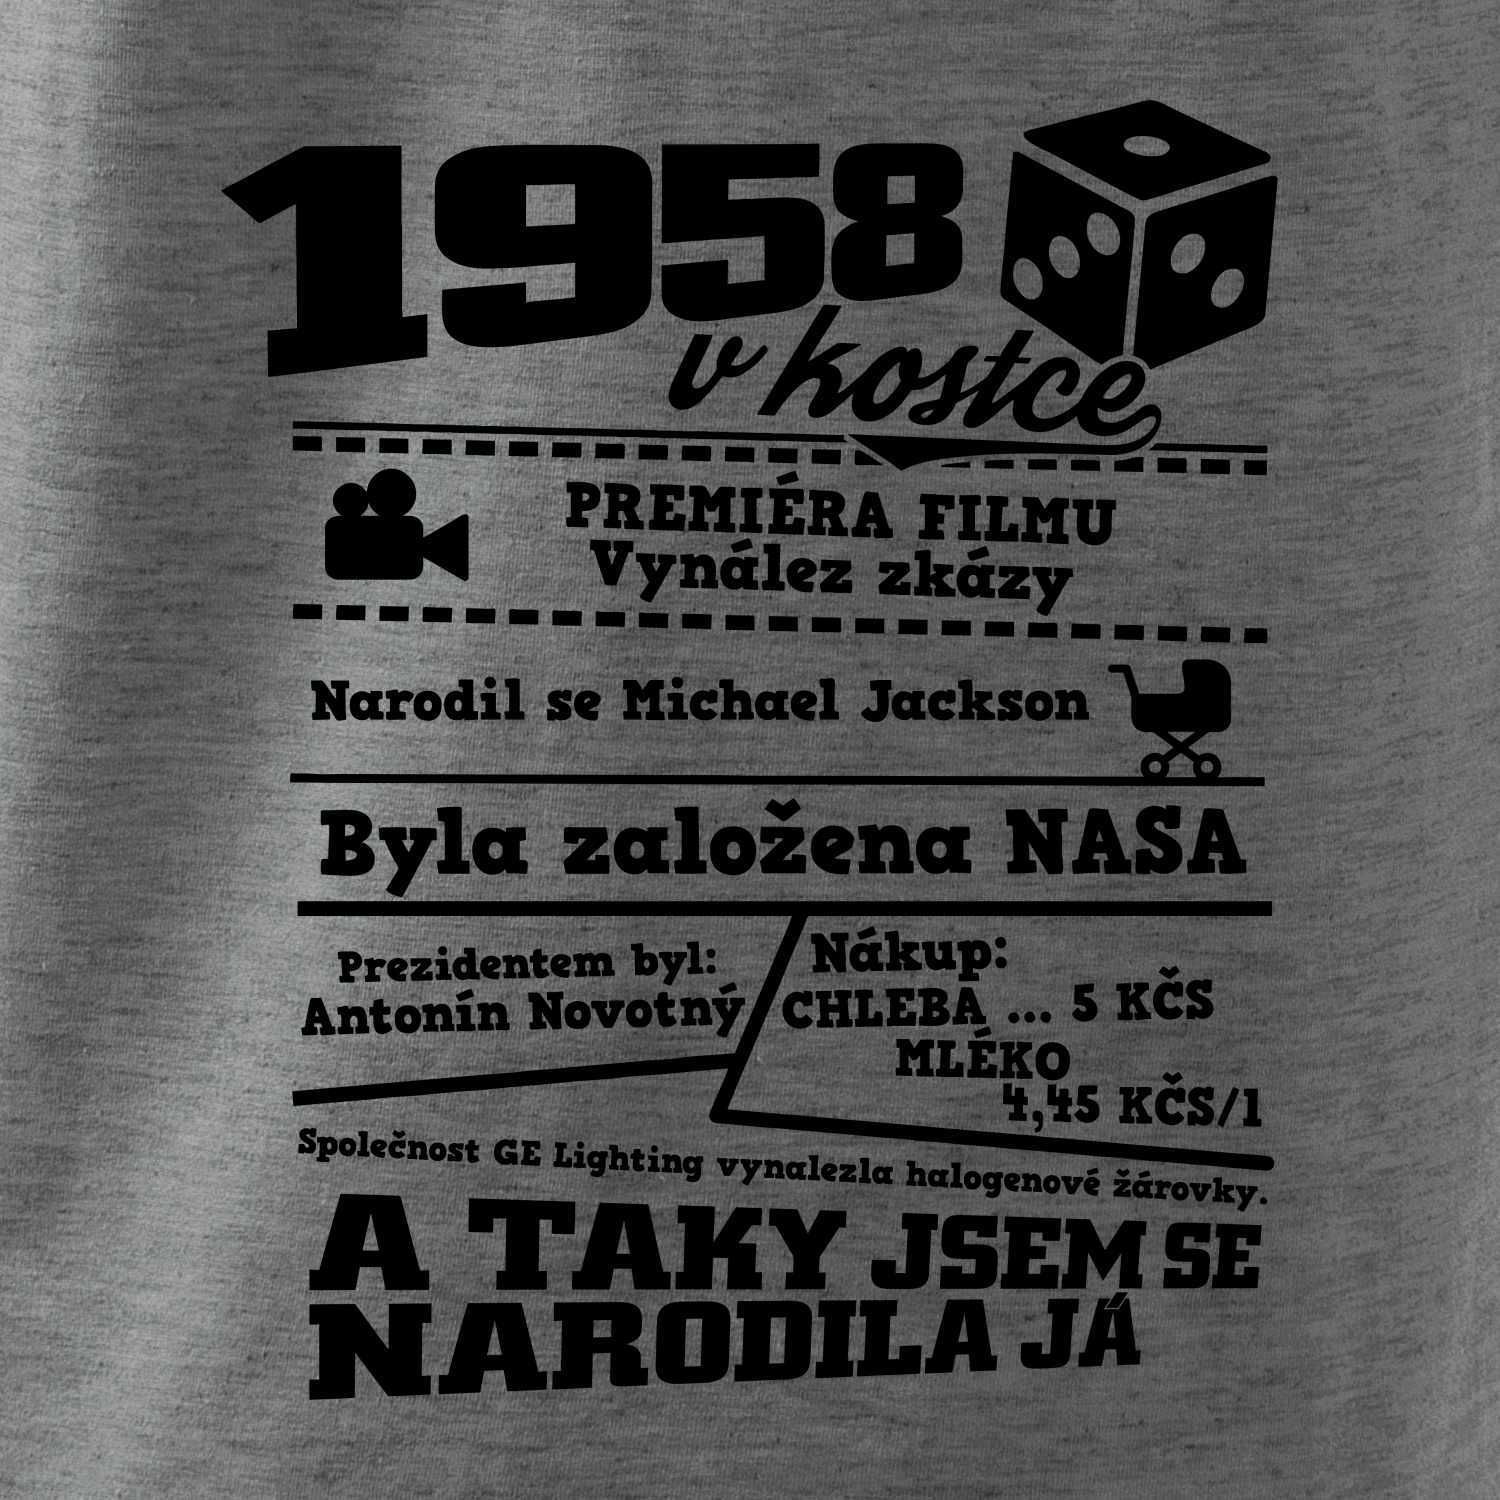 1958
v kostce
PREMIÉRA FILMU
Vynález zkázy
Narodil se Michael Jackson
Byla založena NASA
Prezidentem byl:
Antonín Novotný
Nákup:
CHLEBA ... 5 KČS
MLÉKO
4,45 KČS/l
Společnost GE Lighting vynalezla halogenové žárovky.
A TAKY JSEM SE
NARODILA JÁ